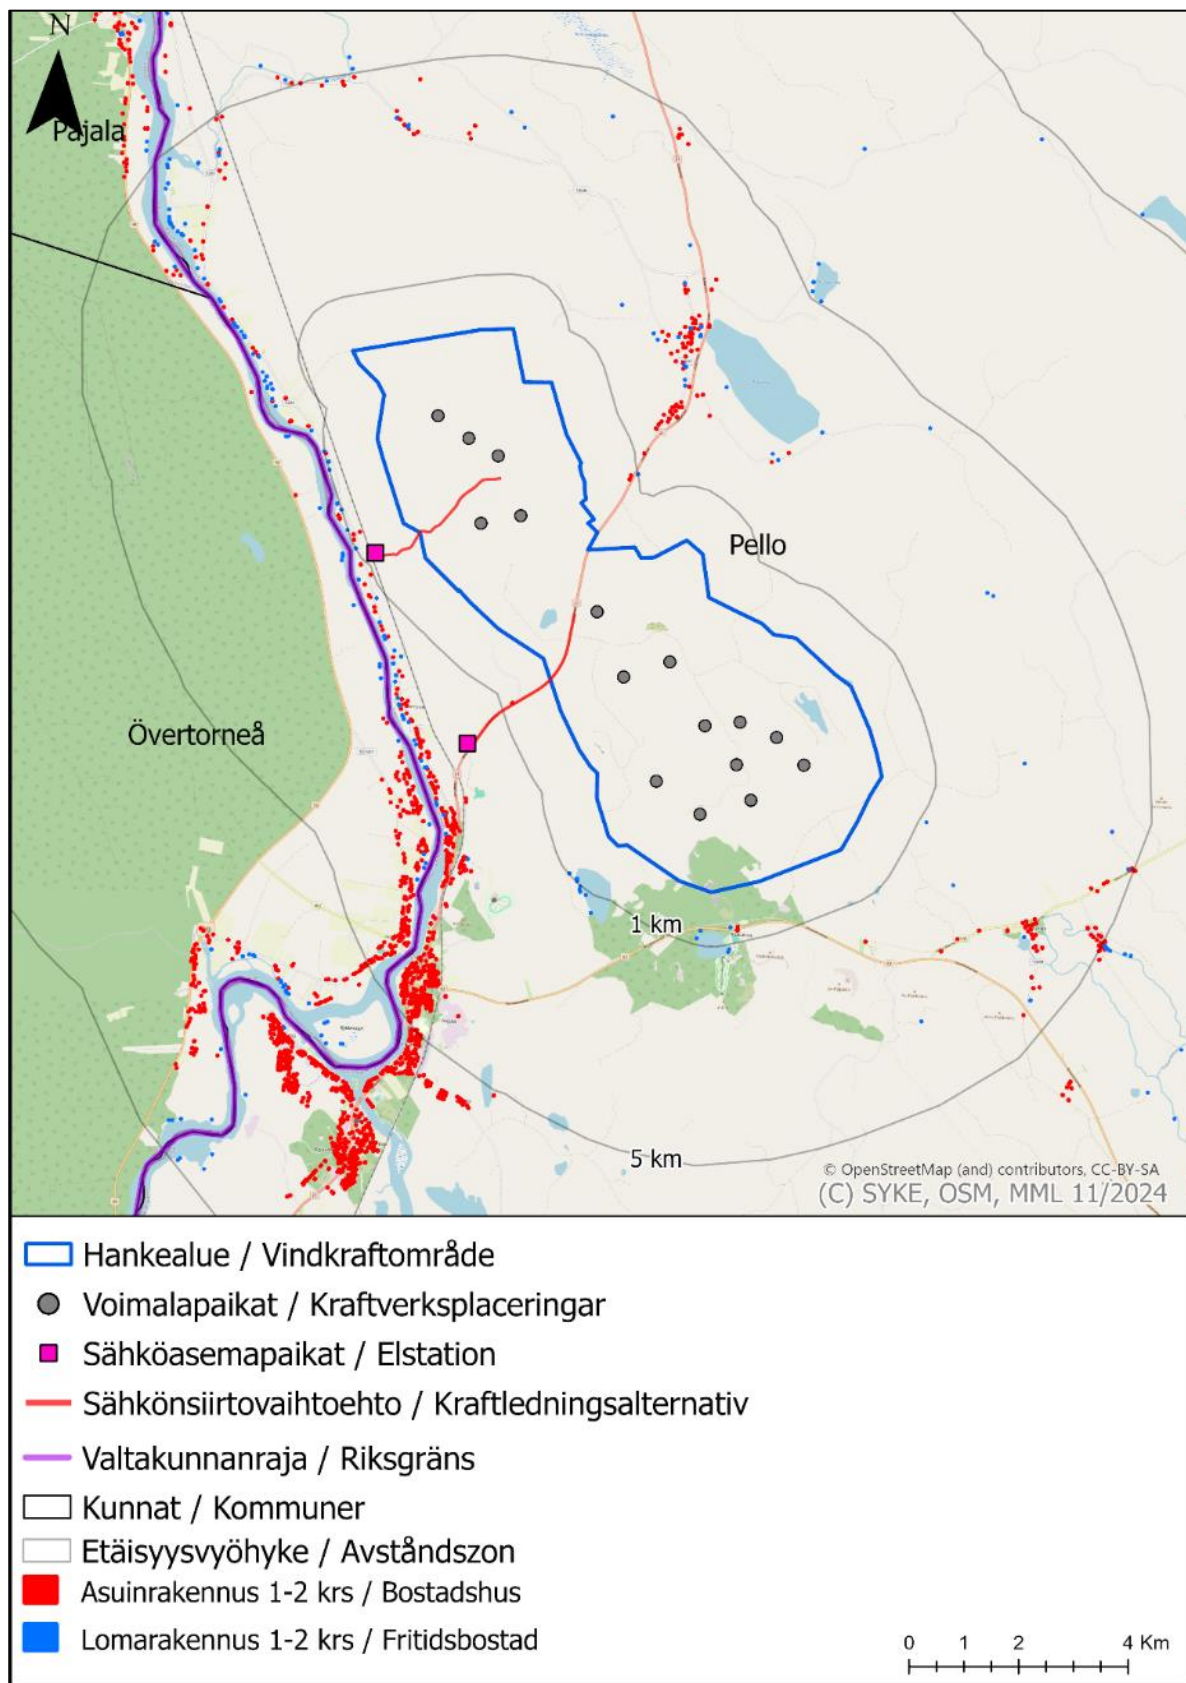 N
Pajala
Pello
Övertorneå
1 km
5 km
© OpenStreetMap (and) contributors, CC-BY-SA
(C) SYKE, OSM, MML 11/2024
Hankealue / Vindkraftområde
Voimalapaikat / Kraftverksplaceringar
Sähköasemapaikat / Elstation
Sähkönsiirtovaihtoehto / Kraftledningsalternativ
Valtakunnanraja / Riksgräns
Kunnat / Kommuner
Etäisyysvyöhyke / Avståndszon
Asuinrakennus 1-2 krs / Bostadshus
Lomarakennus 1-2 krs / Fritidsbostad
0 1 2 4 Km